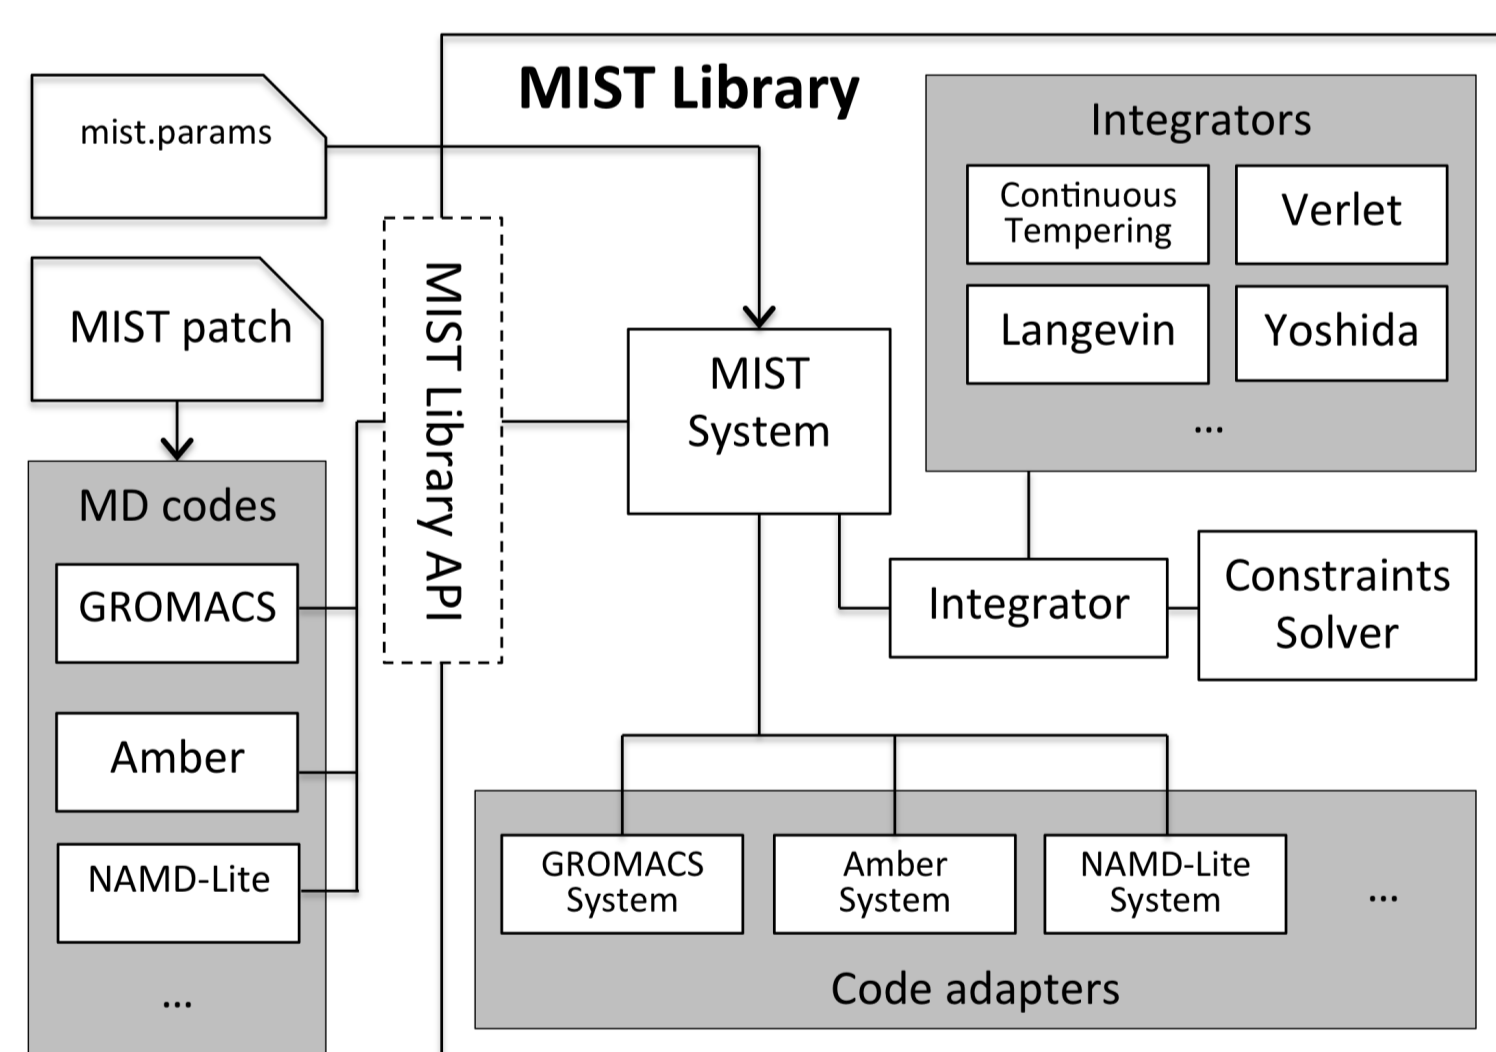 MIST Library
mist.params
MIST patch
MD codes
GROMACS
Amber
NAMD-Lite
...
MIST Library API
MIST
System
Integrators
Continuous
Tempering
Verlet
Langevin
Yoshida
...
Integrator
Constraints
Solver
GROMACS
System
Amber
System
NAMD-Lite
System
...
Code adapters